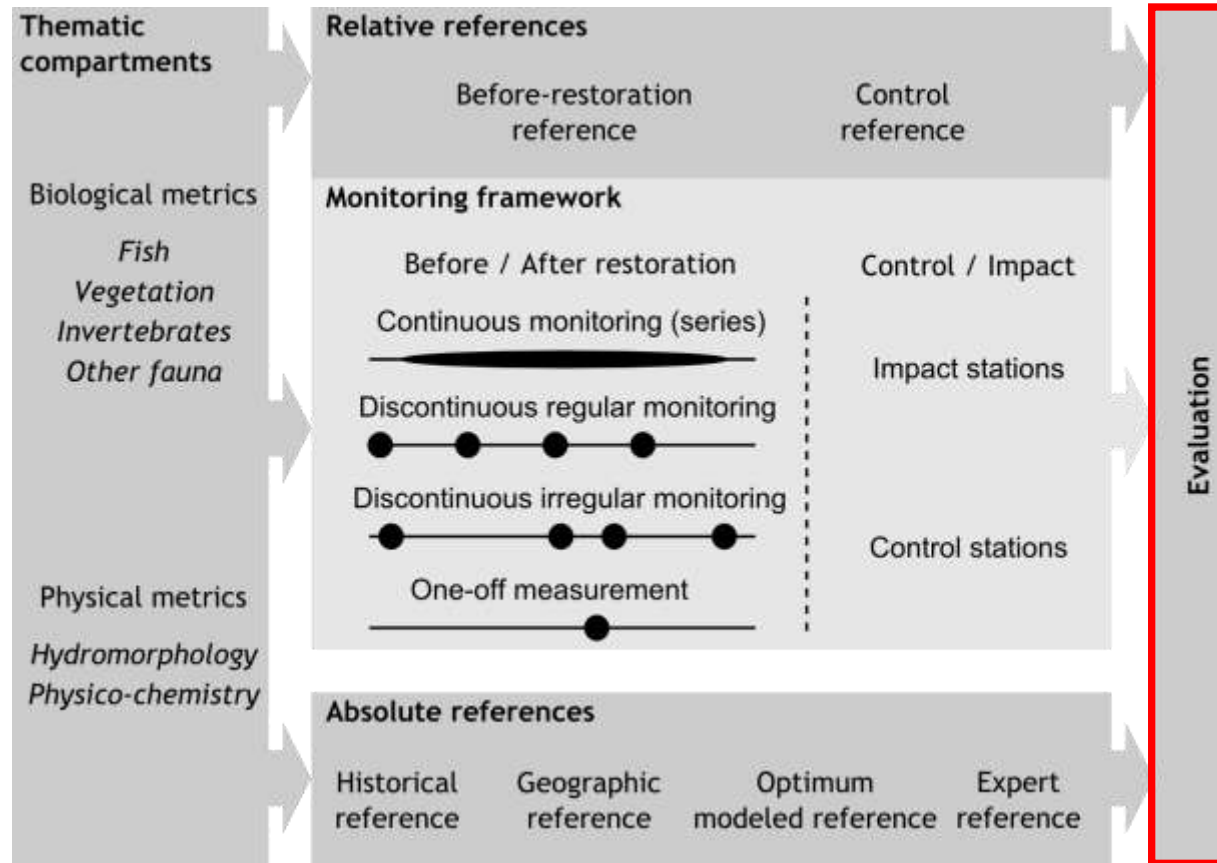 Thematic
compartments
Biological metrics
Fish
Vegetation
Invertebrates
Other fauna
Physical metrics
Hydromorphology
Physico-chemistry
Relative references
Before-restoration
reference
Control
reference
Monitoring framework
Before / After restoration
Continuous monitoring (series)
Discontinuous regular monitoring
Discontinuous irregular monitoring
One-off measurement
Control / Impact
Impact stations
Control stations
Absolute references
Historical
reference
Geographic
reference
Optimum
modeled reference
Expert
reference
Evaluation